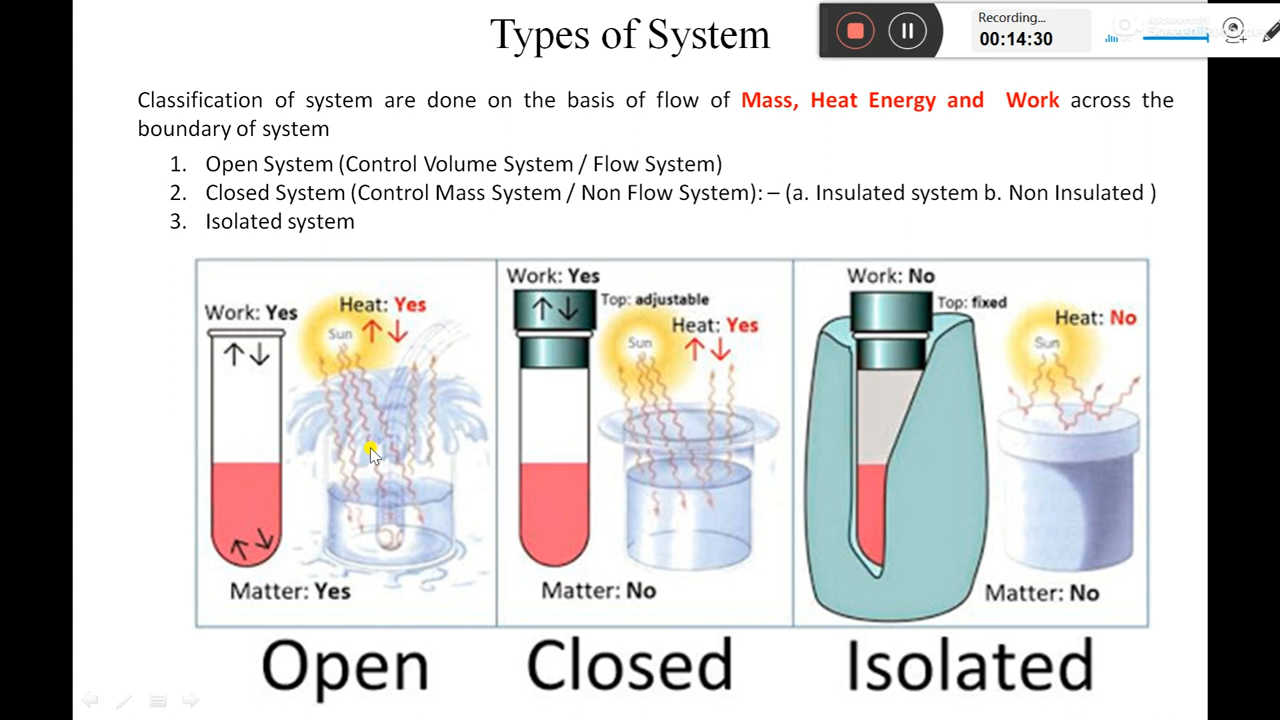 Types of System
Recording...
00:14:30
Classification of system are done on the basis of flow of Mass, Heat Energy and Work across the
boundary of system
1. Open System (Control Volume System / Flow System)
2. Closed System (Control Mass System / Non Flow System): – (a. Insulated system b. Non Insulated )
3. Isolated system
Work: Yes
Heat: Yes
Sun
Matter: Yes
Open
Work: Yes
Top: adjustable
Heat: Yes
Sun
Matter: No
Closed
Work: No
Top: fixed
Heat: No
Sun
Matter: No
Isolated